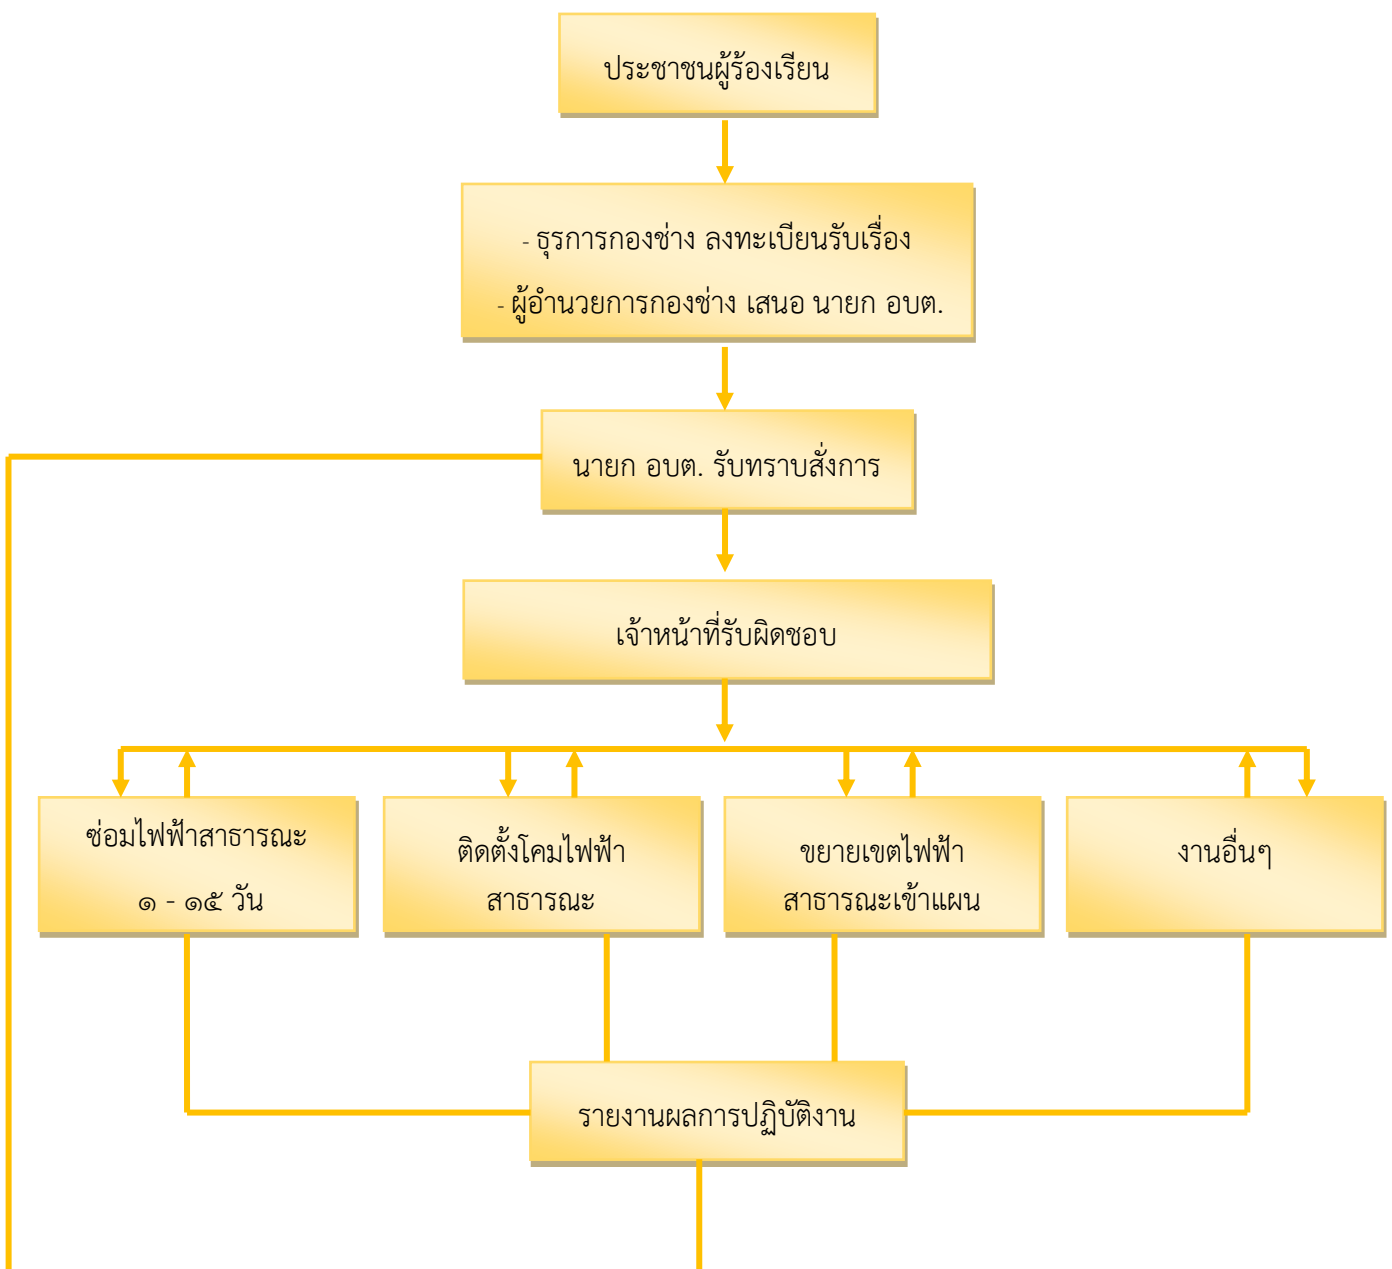 ประชาชนผู้ร้องเรียน
- ธุรการกองช่าง ลงทะเบียนรับเรื่อง
- ผู้อำนวยการกองช่าง เสนอ นายก อบต.
นายก อบต. รับทราบสั่งการ
เจ้าหน้าที่รับผิดชอบ
ซ่อมไฟฟ้าสาธารณะ
๑ - ๑๕ วัน
ติดตั้งโคมไฟฟ้า
สาธารณะ
ขยายเขตไฟฟ้า
สาธารณะเข้าแผน
งานอื่นๆ
รายงานผลการปฏิบัติงาน